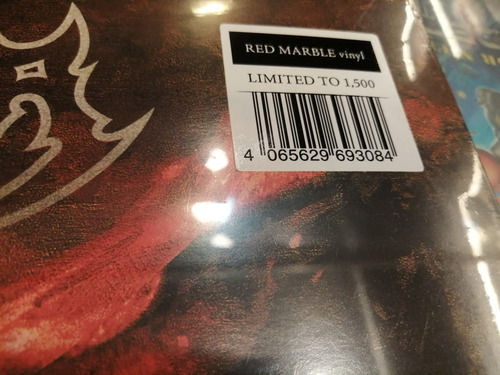 RED MARBLE vinyl
LIMITED TO 1,500
4 065629 693084